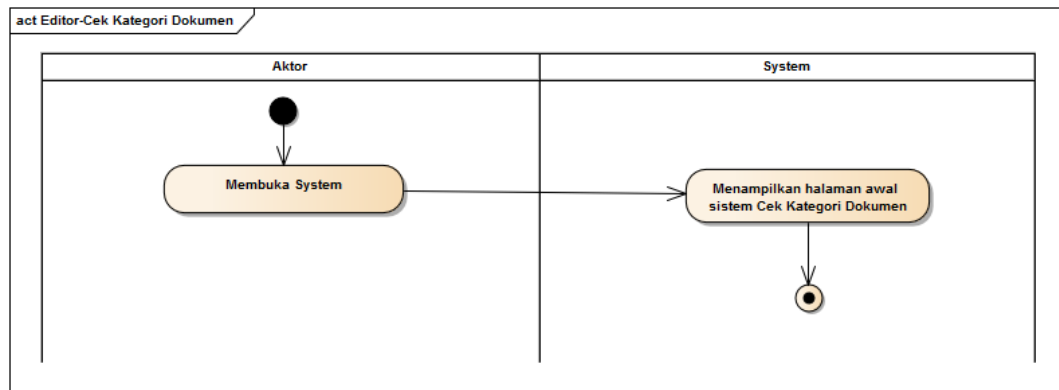 act Editor-Cek Kategori Dokumen
Aktor
System
Membuka System
Menampilkan halaman awal
sistem Cek Kategori Dokumen